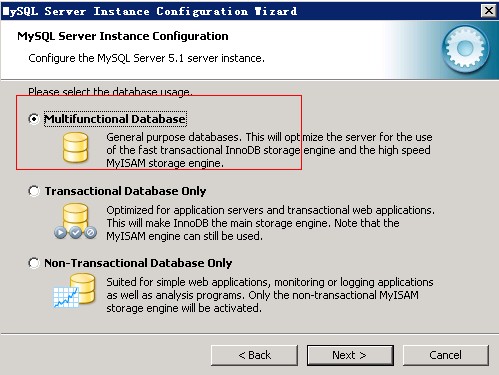 MySQL Server Instance Configuration Wizard
MySQL Server Instance Configuration
Configure the MySQL Server 5.1 server instance.
Please select the database usage.
Multifunctional Database
General purpose databases. This will optimize the server for the use
of the fast transactional InnoDB storage engine and the high speed
MyISAM storage engine.
Transactional Database Only
Optimized for application servers and transactional web applications.
This will make InnoDB the main storage engine. Note that the
MyISAM engine can still be used.
Non-Transactional Database Only
Suited for simple web applications, monitoring or logging applications
as well as analysis programs. Only the non-transactional MyISAM
storage engine will be activated.
< Back Next > Cancel